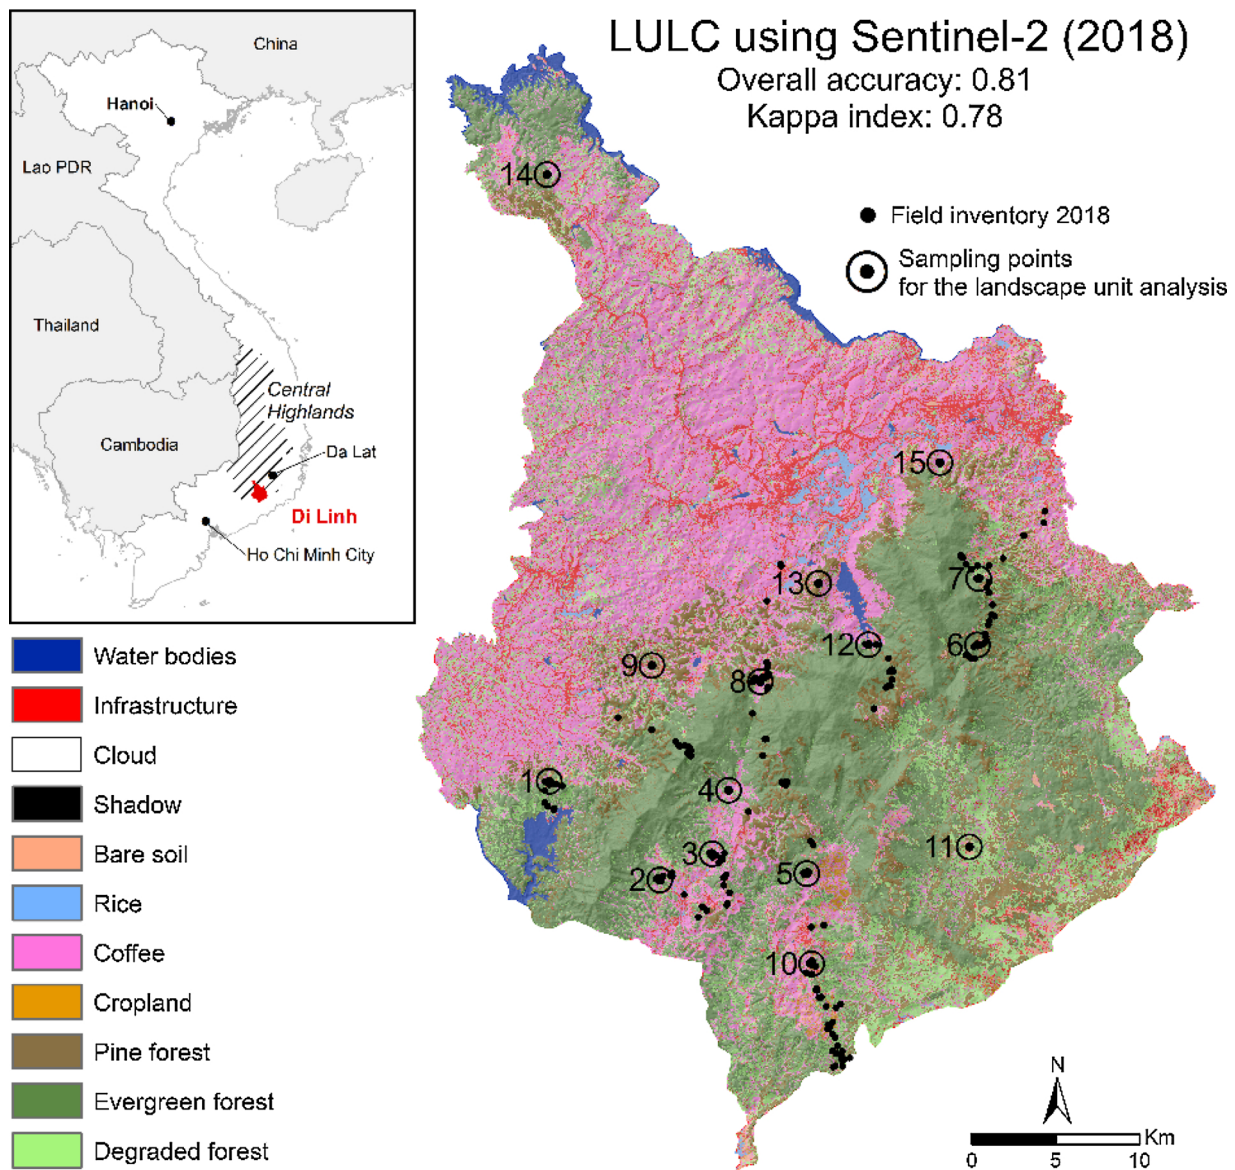 LULC using Sentinel-2 (2018)
Overall accuracy: 0.81
Kappa index: 0.78
China
Hanoi
Lao PDR
Thailand
Central
Highlands
Cambodia
Da Lat
Di Linh
Ho Chi Minh City
Field inventory 2018
Sampling points
for the landscape unit analysis
14
15
7
13
12
6
9
8
1
4
3
11
2
5
10
Water bodies
Infrastructure
Cloud
Shadow
Bare soil
Rice
Coffee
Cropland
Pine forest
Evergreen forest
Degraded forest
N
Km
0 5 10